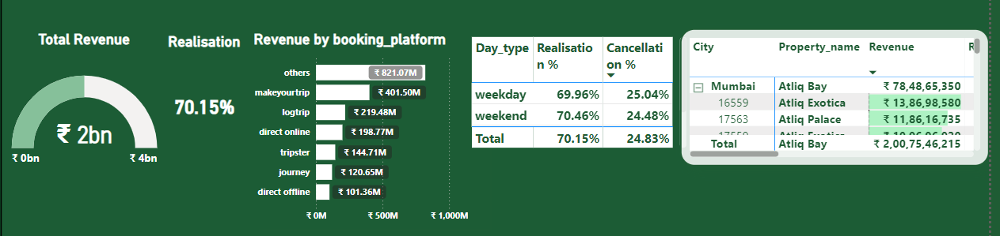 Total Revenue
₹ 2bn
₹ 0bn
₹ 4bn
Realisation
70.15%
Revenue by booking_platform
others ₹ 821.07M
makeyourtrip ₹ 401.50M
logtrip ₹ 219.48M
direct online ₹ 198.77M
tripster ₹ 144.71M
journey ₹ 120.65M
direct offline ₹ 101.36M
₹ 0M ₹ 500M ₹ 1,000M
Day_type Realisatio Cancellati
n % on %
weekday 69.96% 25.04%
weekend 70.46% 24.48%
Total 70.15% 24.83%
City Property_name Revenue R
Mumbai Atliq Bay ₹ 78,48,65,350
16559 Atliq Exotica ₹ 13,86,98,580
17563 Atliq Palace ₹ 11,86,16,735
Total Atliq Bay ₹ 2,00,75,46,215